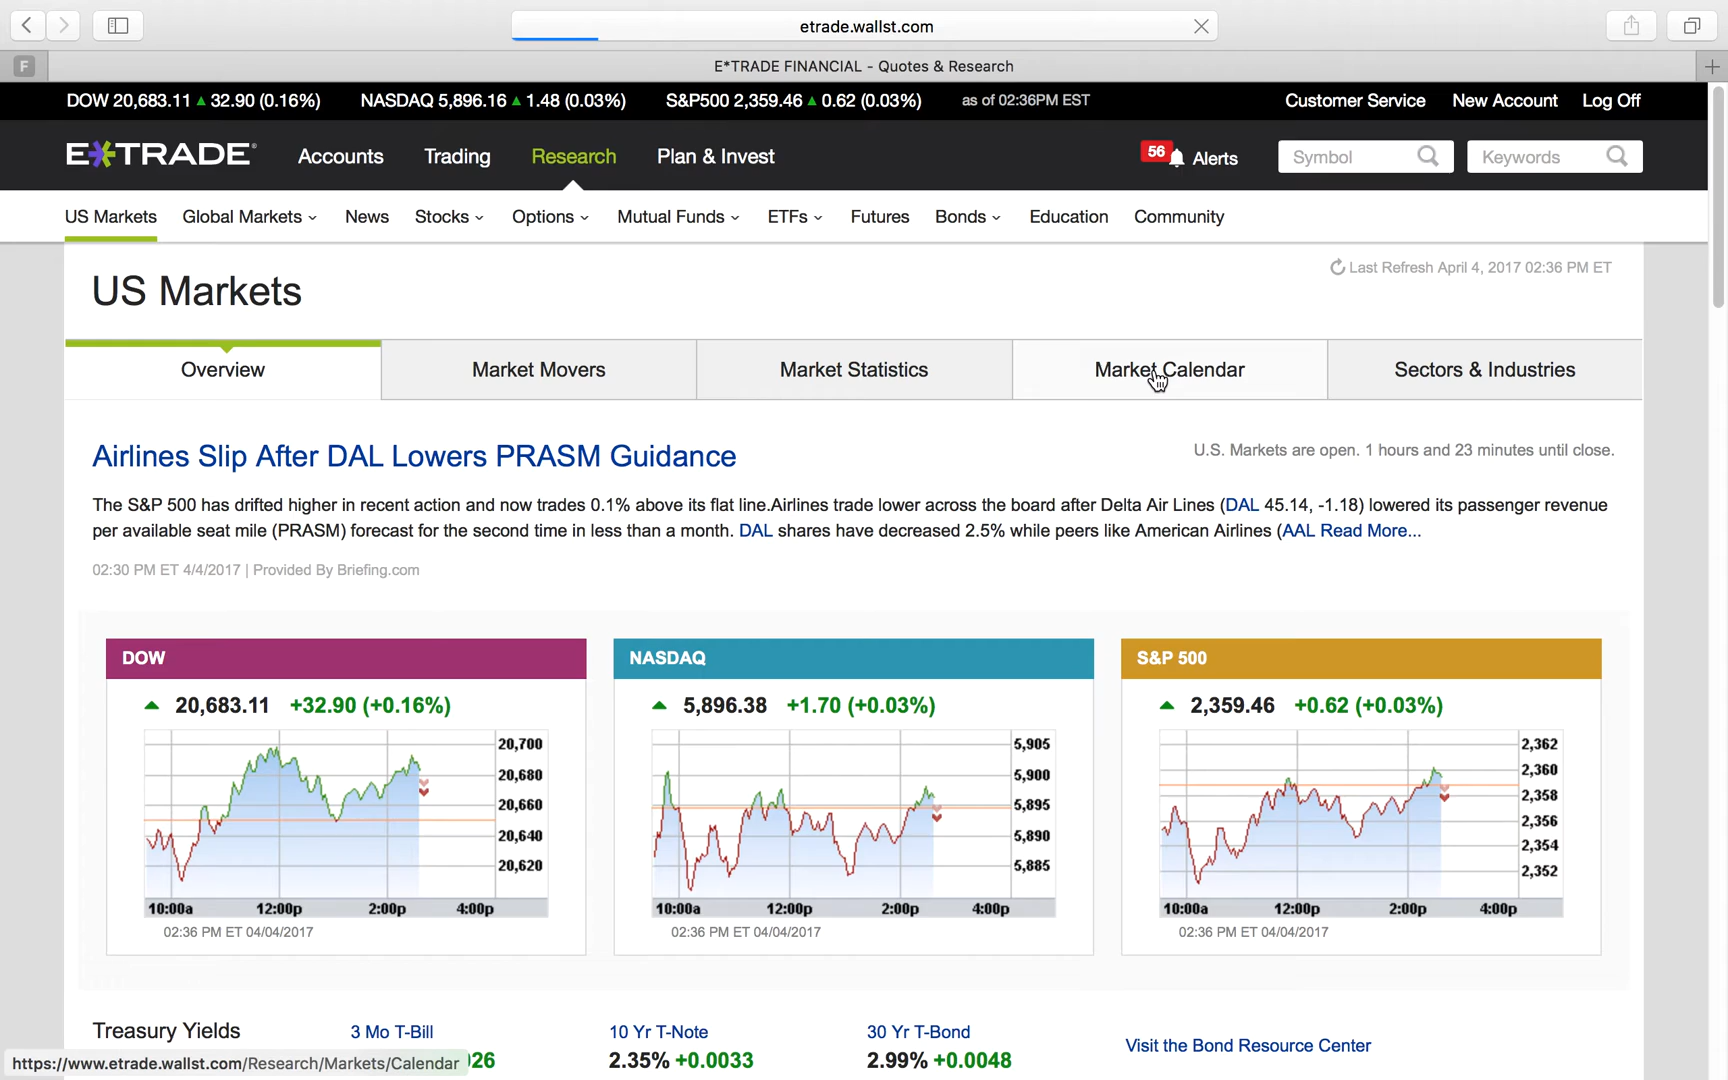 etrade.wallst.com
F
E*TRADE FINANCIAL - Quotes & Research
DOW 20,683.11 ▲ 32.90 (0.16%) NASDAQ 5,896.16 ▲ 1.48 (0.03%) S&P500 2,359.46 ▲ 0.62 (0.03%) as of 02:36PM EST Customer Service New Account Log Off
E*TRADE Accounts Trading Research Plan & Invest 56 Alerts Symbol Keywords
US Markets Global Markets News Stocks Options Mutual Funds ETFs Futures Bonds Education Community
Last Refresh April 4, 2017 02:36 PM ET
US Markets
Overview Market Movers Market Statistics Market Calendar Sectors & Industries
Airlines Slip After DAL Lowers PRASM Guidance
U.S. Markets are open. 1 hours and 23 minutes until close.
The S&P 500 has drifted higher in recent action and now trades 0.1% above its flat line.Airlines trade lower across the board after Delta Air Lines (DAL 45.14, -1.18) lowered its passenger revenue
per available seat mile (PRASM) forecast for the second time in less than a month. DAL shares have decreased 2.5% while peers like American Airlines (AAL Read More...
02:30 PM ET 4/4/2017 | Provided By Briefing.com
DOW
▲ 20,683.11 +32.90 (+0.16%)
20,700
20,680
20,660
20,640
20,620
10:00a 12:00p 2:00p 4:00p
02:36 PM ET 04/04/2017
NASDAQ
▲ 5,896.38 +1.70 (+0.03%)
5,905
5,900
5,895
5,890
5,885
10:00a 12:00p 2:00p 4:00p
02:36 PM ET 04/04/2017
S&P 500
▲ 2,359.46 +0.62 (+0.03%)
2,362
2,360
2,358
2,356
2,354
2,352
10:00a 12:00p 2:00p 4:00p
02:36 PM ET 04/04/2017
Treasury Yields 3 Mo T-Bill 10 Yr T-Note 30 Yr T-Bond
Visit the Bond Resource Center
026 2.35% +0.0033 2.99% +0.0048
https://www.etrade.wallst.com/Research/Markets/Calendar